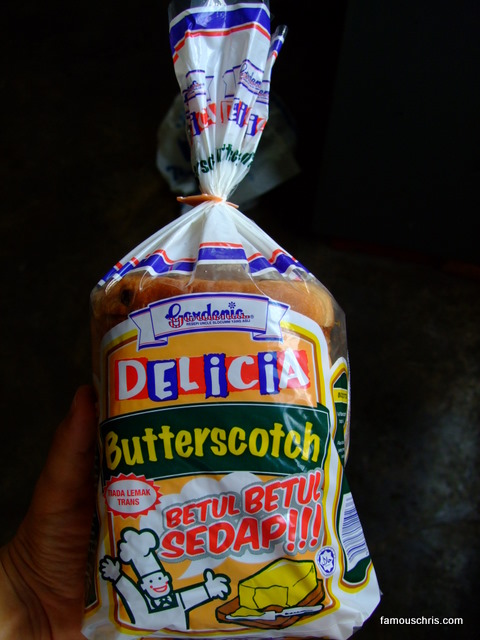 Gardenia
DELiCiA
Butterscotch
TIADA LEMAK
TRANS
BETUL BETUL
SEDAP!!!
famouschris.com